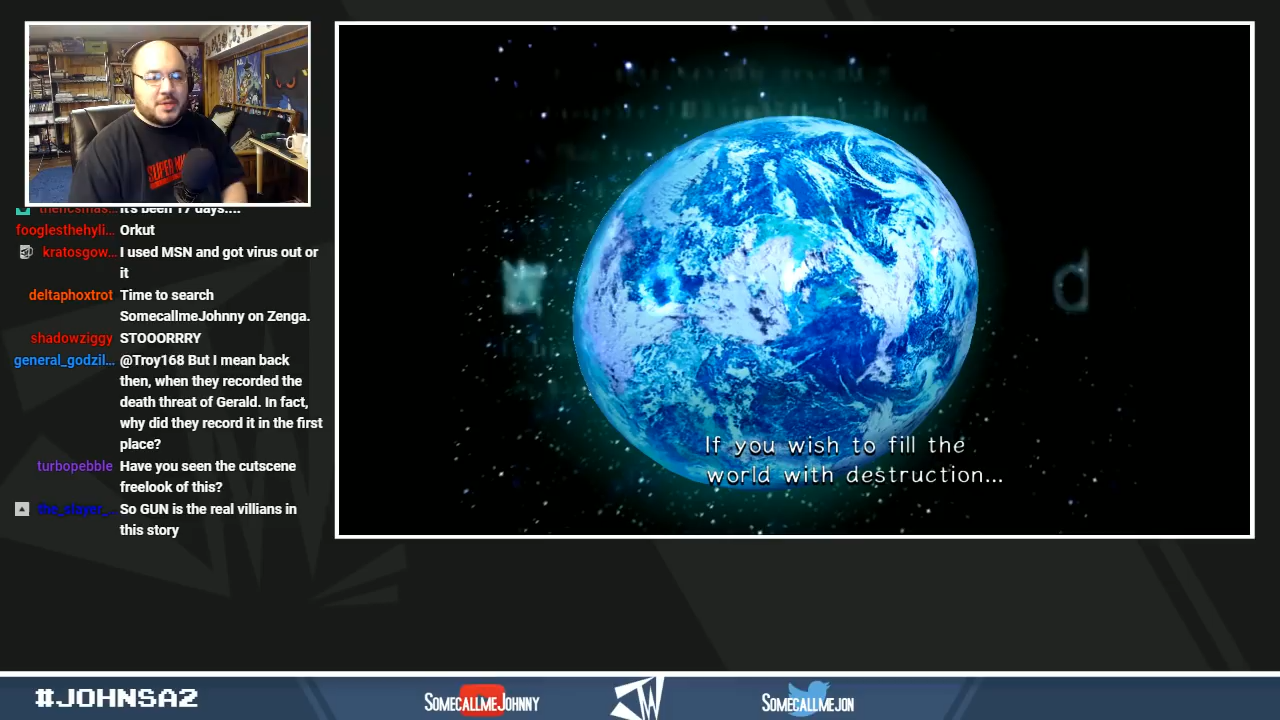 It's been 17 days....
fooglesthehyli... Orkut
kratosgow... I used MSN and got virus out or
it
deltaphoxtrot Time to search
SomecallmeJohnny on Zenga.
shadowziggy STOOORRRY
general_godzil... @Troy168 But I mean back
then, when they recorded the
death threat of Gerald. In fact,
why did they record it in the first
place?
turbopebble Have you seen the cutscene
freelook of this?
the_player_... So GUN is the real villians in
this story
W d
If you wish to fill the
world with destruction...
#JOHNSA2
SOMECALLMEJOHNNY
SOMECALLMEJON